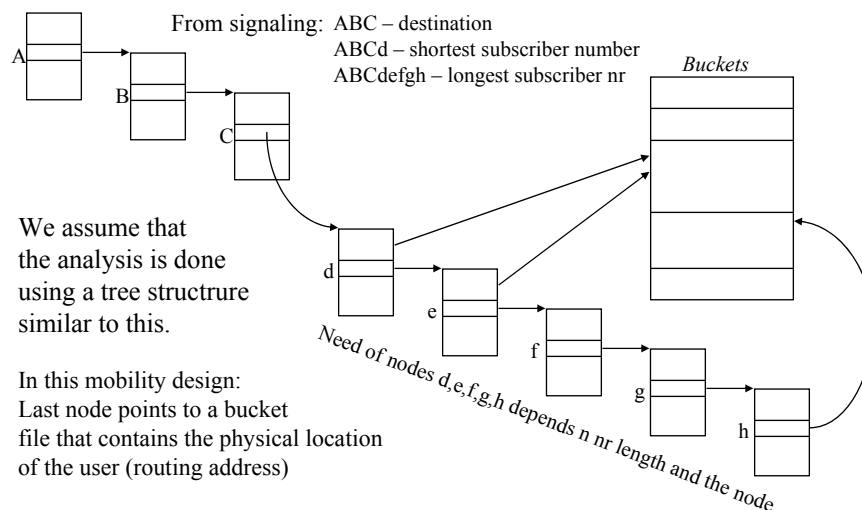 From signaling: ABC – destination
ABCd – shortest subscriber number
ABCdefgh – longest subscriber nr
Buckets
A
B
C
d
e
f
g
h
We assume that
the analysis is done
using a tree structrure
similar to this.
Need of nodes d,e,f,g,h depends n nr length and the node
In this mobility design:
Last node points to a bucket
file that contains the physical location
of the user (routing address)